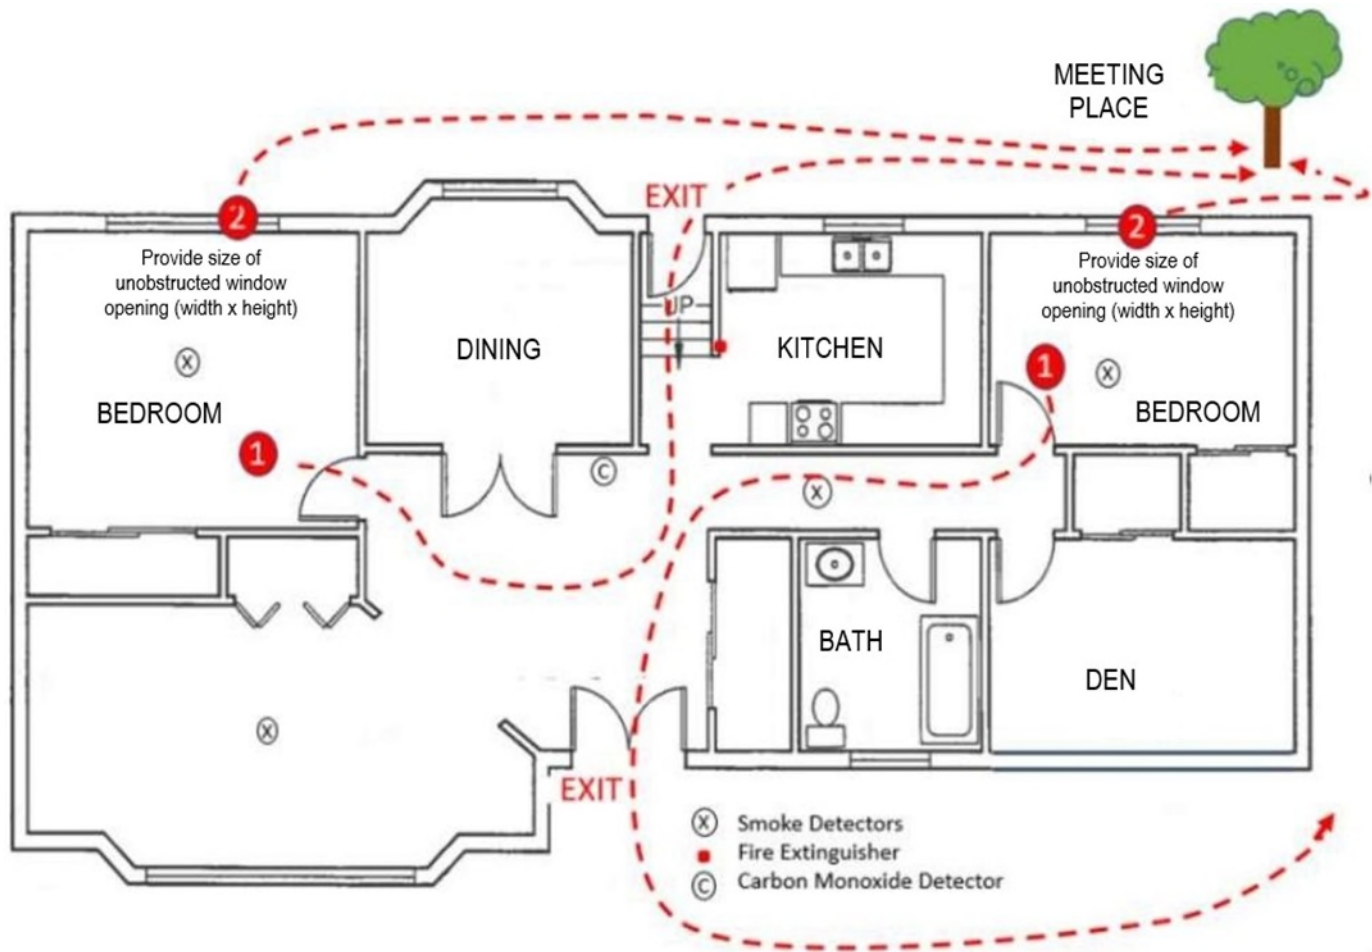 MEETING
PLACE
EXIT
2
2
Provide size of
unobstructed window
opening (width x height)
Provide size of
unobstructed window
opening (width x height)
UP
DINING
KITCHEN
1
X
X
BEDROOM
BEDROOM
1
C
X
BATH
DEN
X
EXIT
X Smoke Detectors
Fire Extinguisher
C Carbon Monoxide Detector